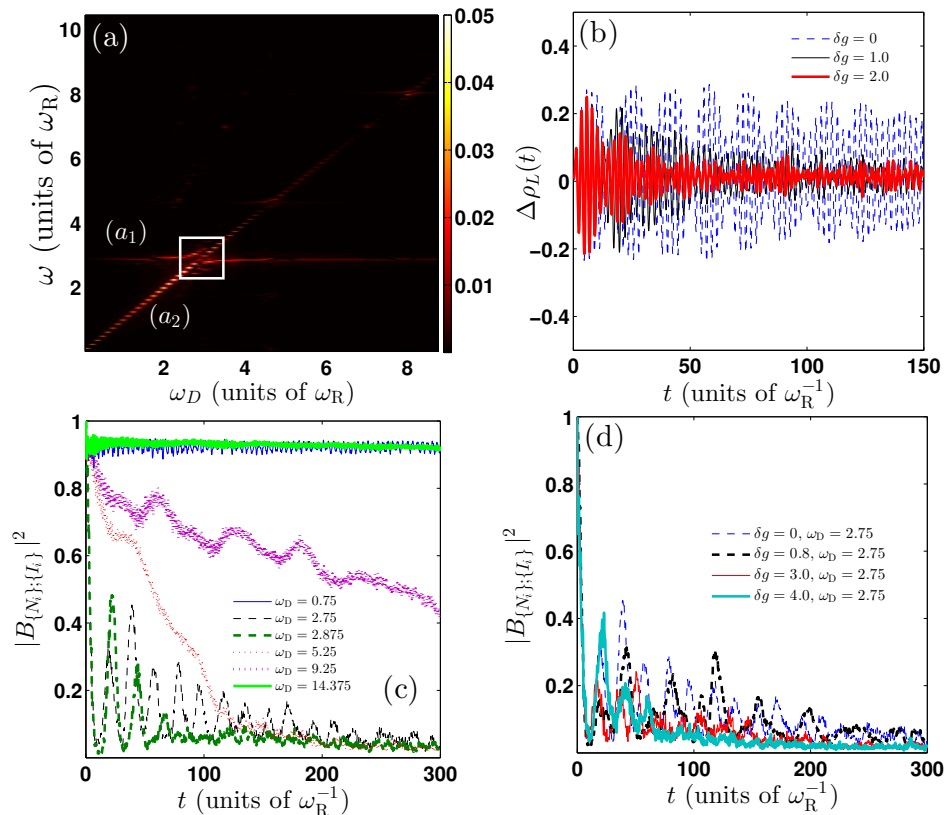 (a)
10
8
6
4
2
ω (units of ω_R)
(a₁)
(a₂)
2 4 6 8
ω_D (units of ω_R)
0.05
0.04
0.03
0.02
0.01
(b)
δg = 0
δg = 1.0
δg = 2.0
0.4
0.2
0
−0.2
−0.4
Δρ_L(t)
0 50 100 150
t (units of ω_R⁻¹)
1
0.8
0.6
0.4
0.2
|B_{{N_i};{I_i}}|²
ω_D = 0.75
ω_D = 2.75
ω_D = 2.875
ω_D = 5.25
ω_D = 9.25
ω_D = 14.375
(c)
0 100 200 300
t (units of ω_R⁻¹)
(d)
1
0.8
0.6
0.4
0.2
|B_{{N_i};{I_i}}|²
δg = 0, ω_D = 2.75
δg = 0.8, ω_D = 2.75
δg = 3.0, ω_D = 2.75
δg = 4.0, ω_D = 2.75
0 100 200 300
t (units of ω_R⁻¹)